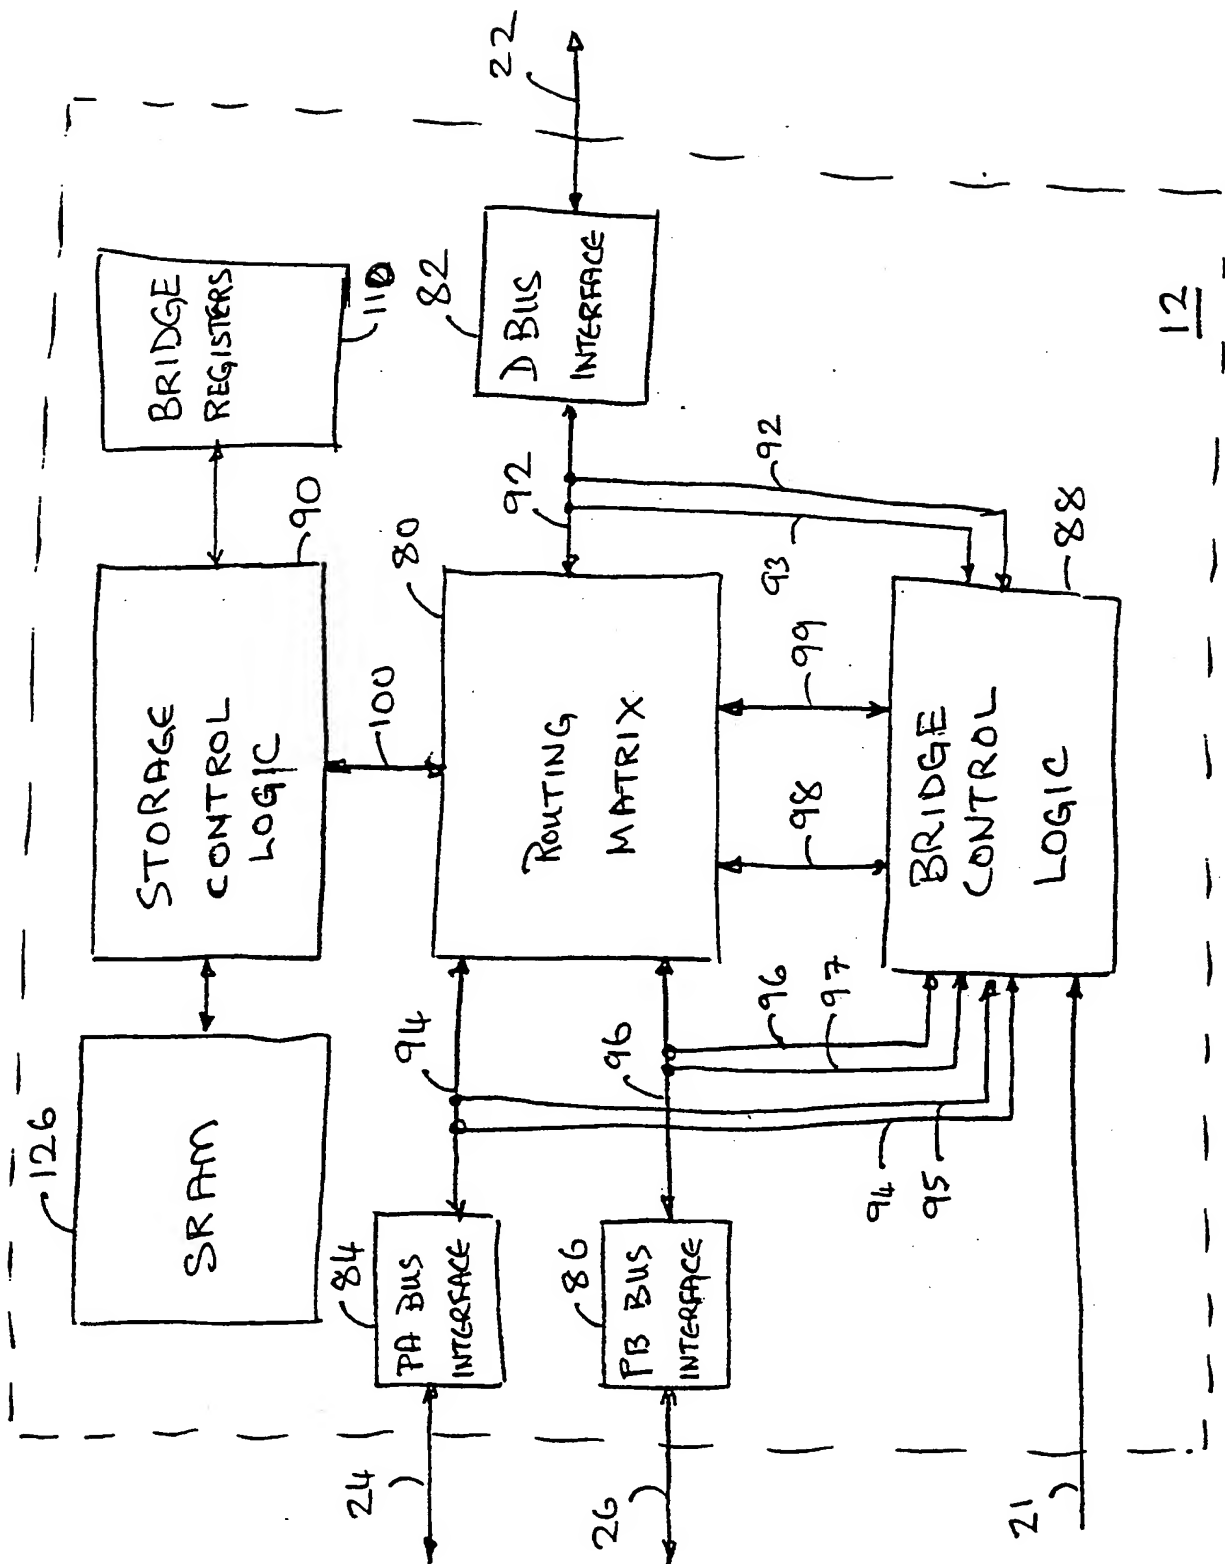 126
SRAM
STORAGE
CONTROL
LOGIC
90
BRIDGE
REGISTERS
110
100
84
PA BUS
INTERFACE
24
94
80
ROUTING
MATRIX
92
82
D BUS
INTERFACE
22
86
PB BUS
INTERFACE
26
96
96
97
94
95
98
99
93
92
BRIDGE
CONTROL
LOGIC
88
21
12